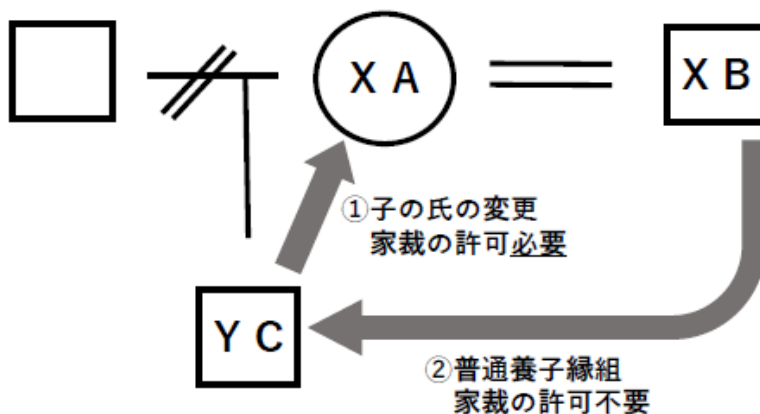 X A
X B
①子の氏の変更
家裁の許可必要
Y C
②普通養子縁組
家裁の許可不要